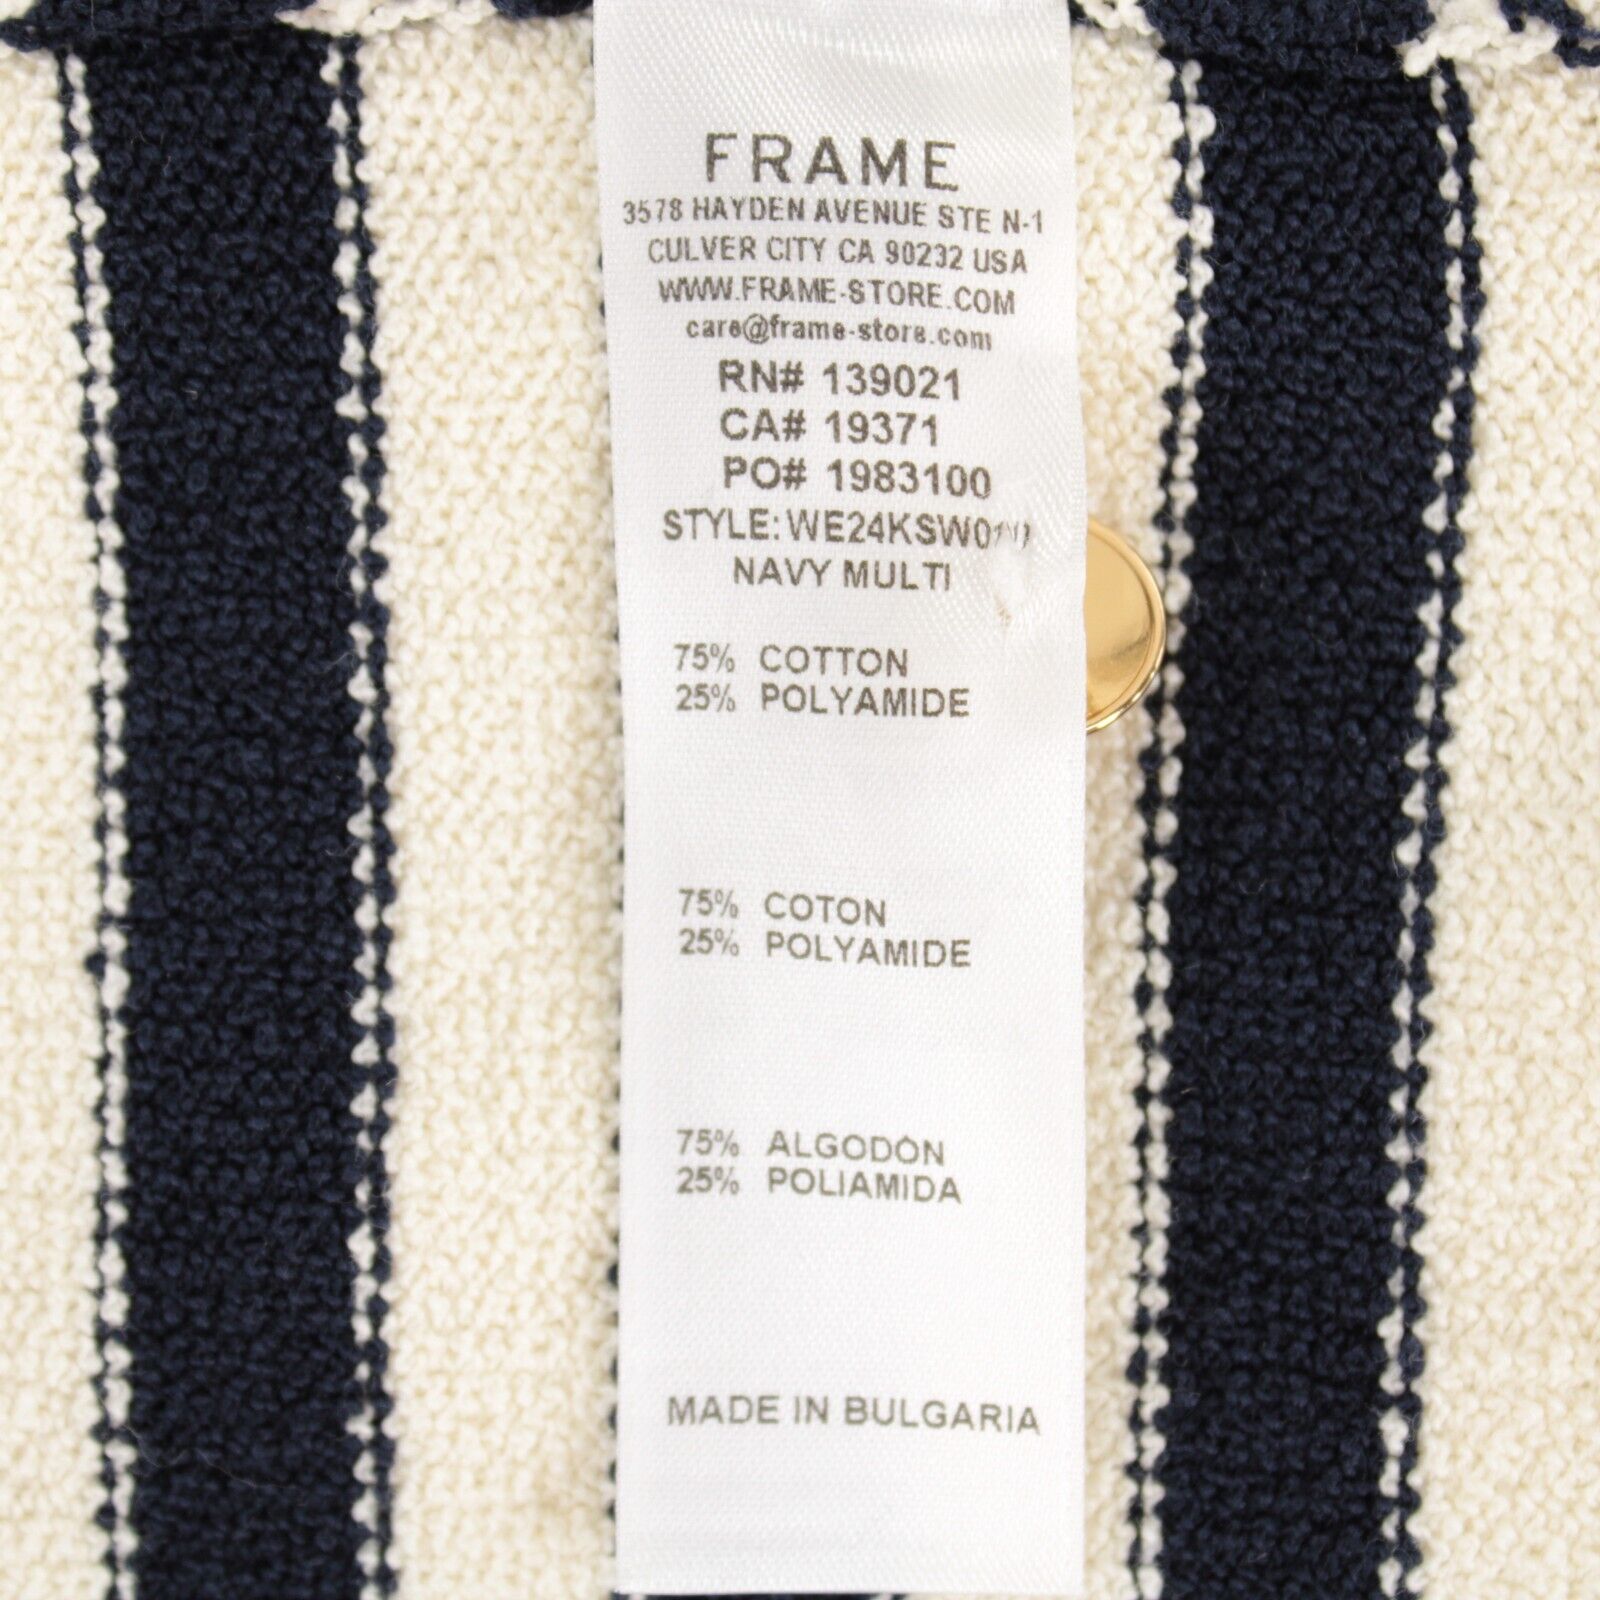 FRAME
3578 HAYDEN AVENUE STE N-1
CULVER CITY CA 90232 USA
WWW.FRAME-STORE.COM
care@frame-store.com
RN# 139021
CA# 19371
PO# 1983100
STYLE:
NAVY MULTI
75% COTTON
25% POLYAMIDE
75% COTON
25% POLYAMIDE
75% ALGODÓN
25% POLIAMIDA
MADE IN BULGARIA